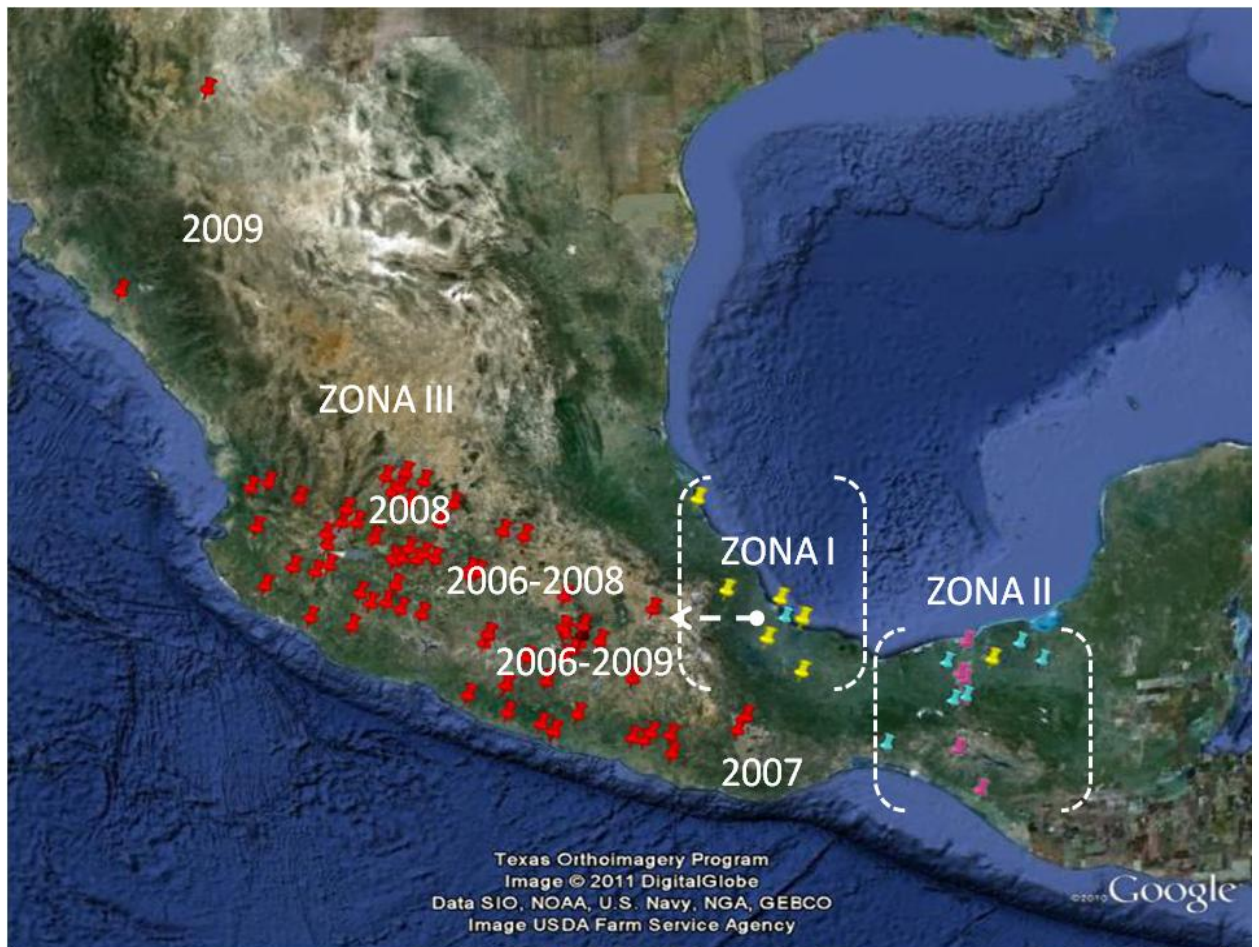 2009
ZONA III
2008
ZONA I
2006-2008
ZONA II
2006-2009
2007
Texas Orthoimagery Program
Image © 2011 DigitalGlobe
Data SIO, NOAA, U.S. Navy, NGA, GEBCO
Image USDA Farm Service Agency
©2010 Google